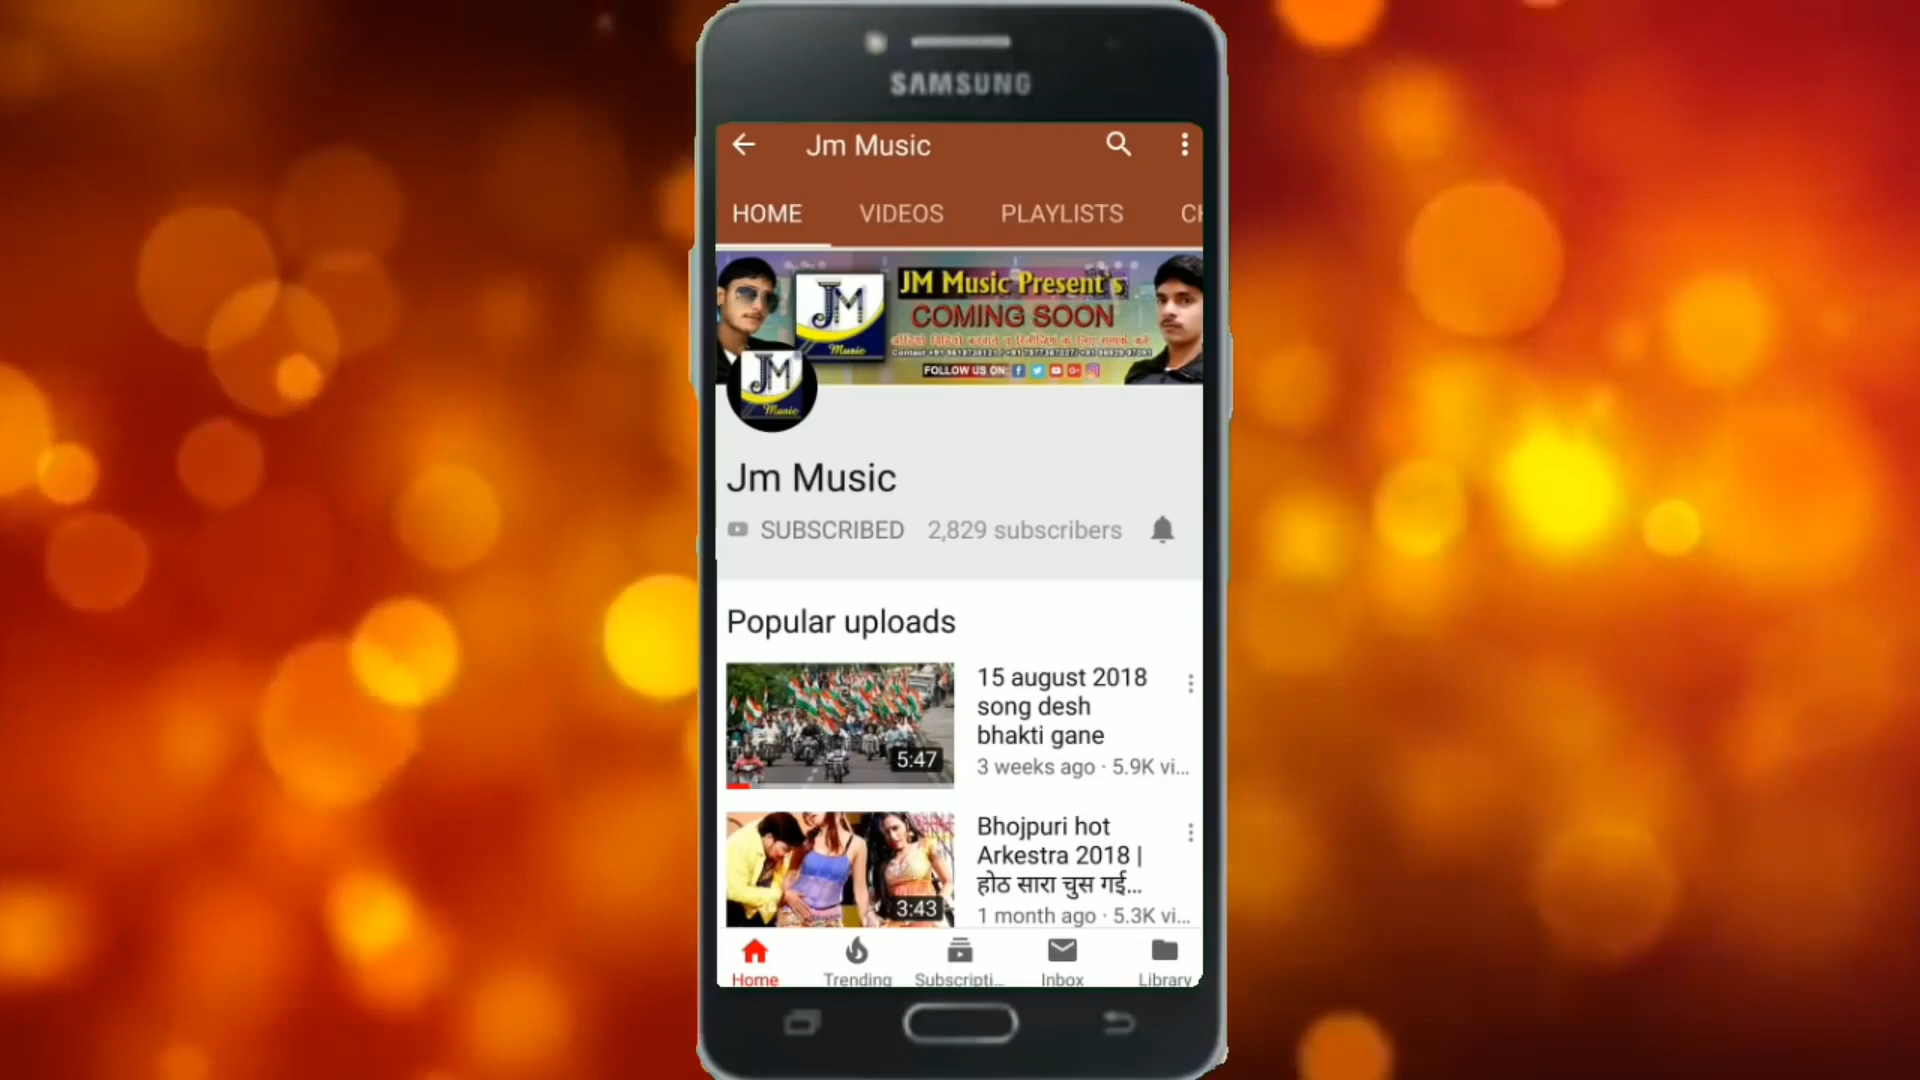 SAMSUNG
Jm Music
HOME VIDEOS PLAYLISTS
JM Music Present's
COMING SOON
FOLLOW US ON:
JM
Music
JM
Music
Jm Music
SUBSCRIBED 2,829 subscribers
Popular uploads
15 august 2018
song desh
bhakti gane
3 weeks ago · 5.9K vi...
5:47
Bhojpuri hot
Arkestra 2018 |
होठ सारा चुस गई...
1 month ago · 5.3K vi...
3:43
Home Trending Subscripti... Inbox Library